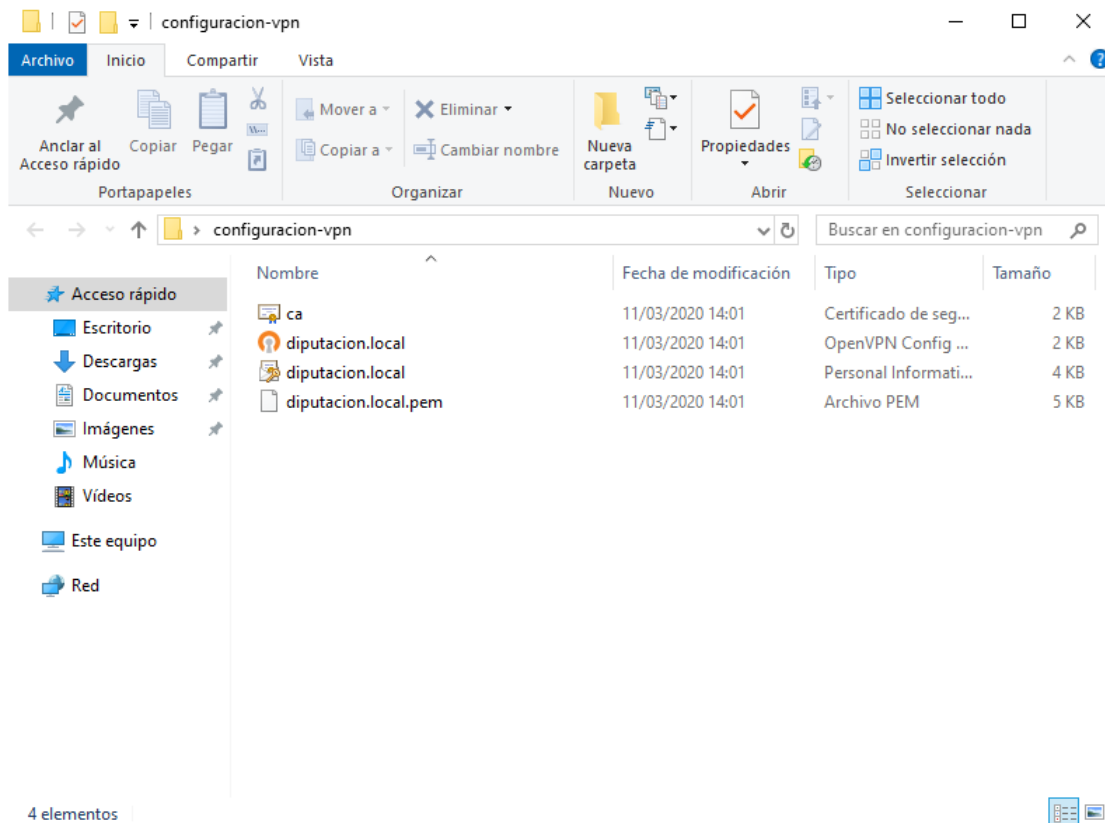 configuracion-vpn
Archivo Inicio Compartir Vista
Anclar al Acceso rápido
Copiar
Pegar
Mover a
Copiar a
Eliminar
Cambiar nombre
Nueva carpeta
Propiedades
Seleccionar todo
No seleccionar nada
Invertir selección
Portapapeles Organizar Nuevo Abrir Seleccionar
configuracion-vpn Buscar en configuracion-vpn
Nombre Fecha de modificación Tipo Tamaño
Acceso rápido
Escritorio
Descargas
Documentos
Imágenes
Música
Vídeos
Este equipo
Red
ca 11/03/2020 14:01 Certificado de seg... 2 KB
diputacion.local 11/03/2020 14:01 OpenVPN Config ... 2 KB
diputacion.local 11/03/2020 14:01 Personal Informati... 4 KB
diputacion.local.pem 11/03/2020 14:01 Archivo PEM 5 KB
4 elementos